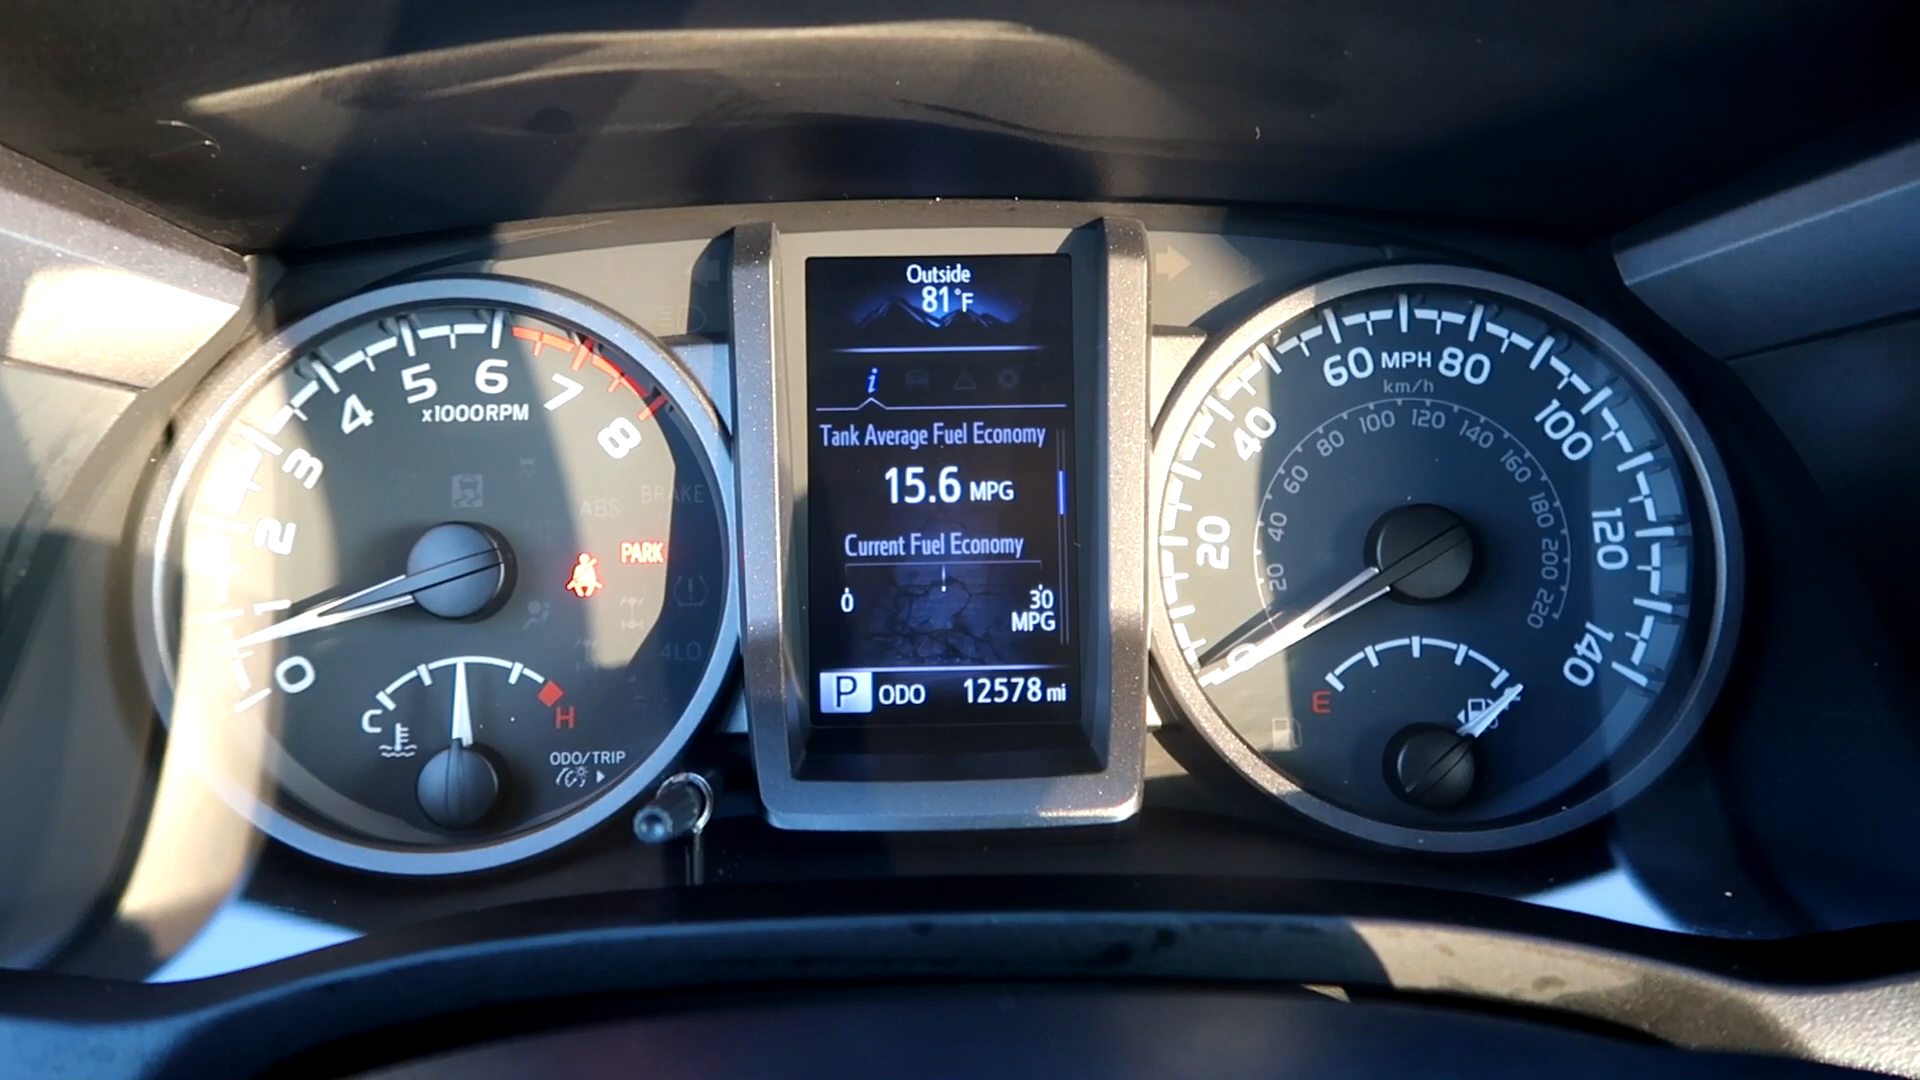 Outside
81°F
i
Tank Average Fuel Economy
15.6 MPG
Current Fuel Economy
0 30
MPG
P ODO 12578 mi
0
1
2
3
4
5
6
7
8
x1000RPM
ABS
BRAKE
PARK
4LO
C
H
ODO/TRIP
0
20
40
60
MPH
80
100
120
140
km/h
20
40
60
80
100
120
140
160
180
200
220
E